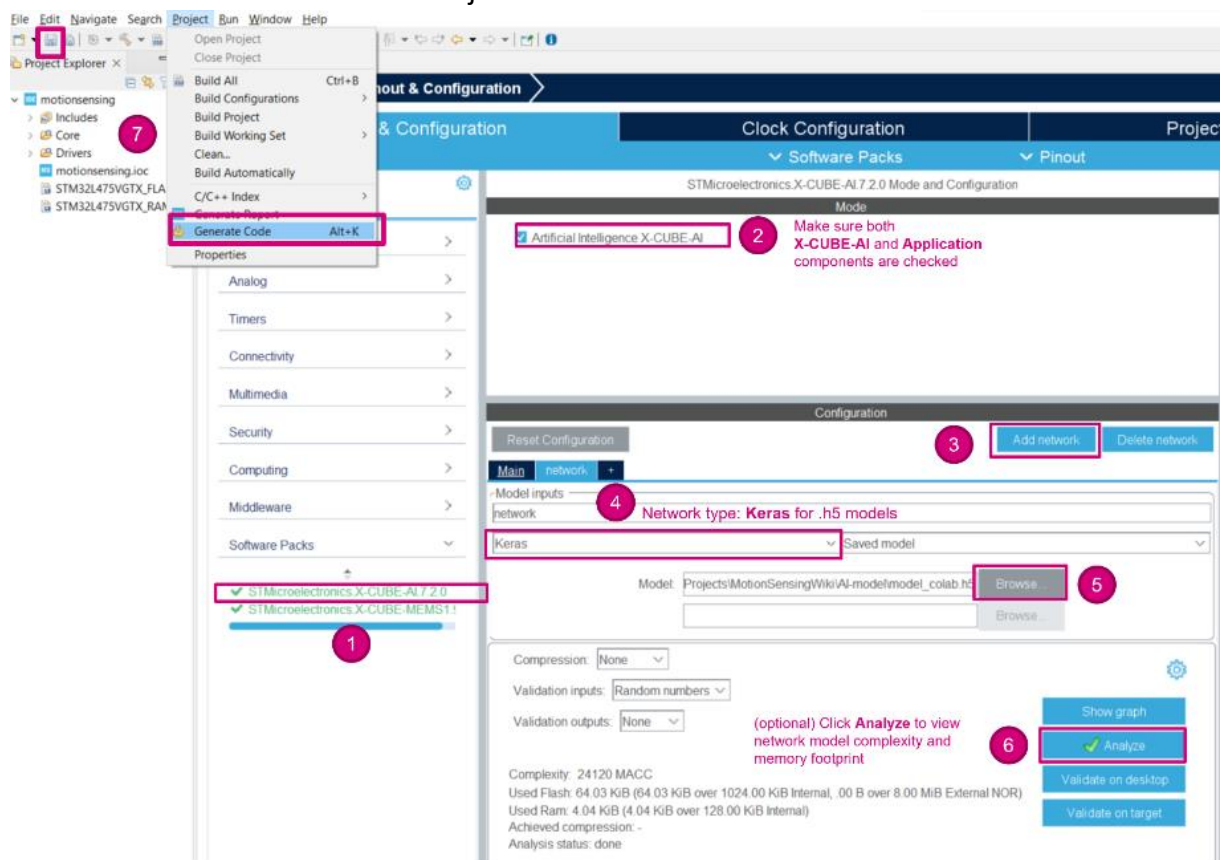 File Edit Navigate Search Project Run Window Help
Open Project
Close Project
Project Explorer
Build All Ctrl+B
Build Configurations
Build Project
Build Working Set
Clean...
Build Automatically
C/C++ Index
Generate Report
Generate Code Alt+K
Properties
motionsensing
Includes
Core
Drivers
motionsensing.ioc
STM32L475VGTX_FLA
STM32L475VGTX_RAM
7
nout & Configuration
& Configuration
Clock Configuration
Projec
Software Packs
Pinout
Analog
Timers
Connectivity
Multimedia
Security
Computing
Middleware
Software Packs
STMicroelectronics.X-CUBE-AI.7.2.0
STMicroelectronics.X-CUBE-MEMS1.
1
STMicroelectronics.X-CUBE-AI.7.2.0 Mode and Configuration
Mode
Artificial Intelligence X-CUBE-AI
2
Make sure both
X-CUBE-AI and Application
components are checked
Configuration
Reset Configuration
3
Add network
Delete network
Main network +
Model inputs
4
network
Network type: Keras for .h5 models
Keras
Saved model
Model: Projects\MotionSensingWiki\AI-model\model_colab.h5
Browse...
5
Browse...
Compression: None
Validation inputs: Random numbers
Validation outputs: None
(optional) Click Analyze to view
network model complexity and
memory footprint
6
Show graph
Analyze
Validate on desktop
Validate on target
Complexity: 24120 MACC
Used Flash: 64.03 KiB (64.03 KiB over 1024.00 KiB Internal, .00 B over 8.00 MiB External NOR)
Used Ram: 4.04 KiB (4.04 KiB over 128.00 KiB Internal)
Achieved compression: -
Analysis status: done